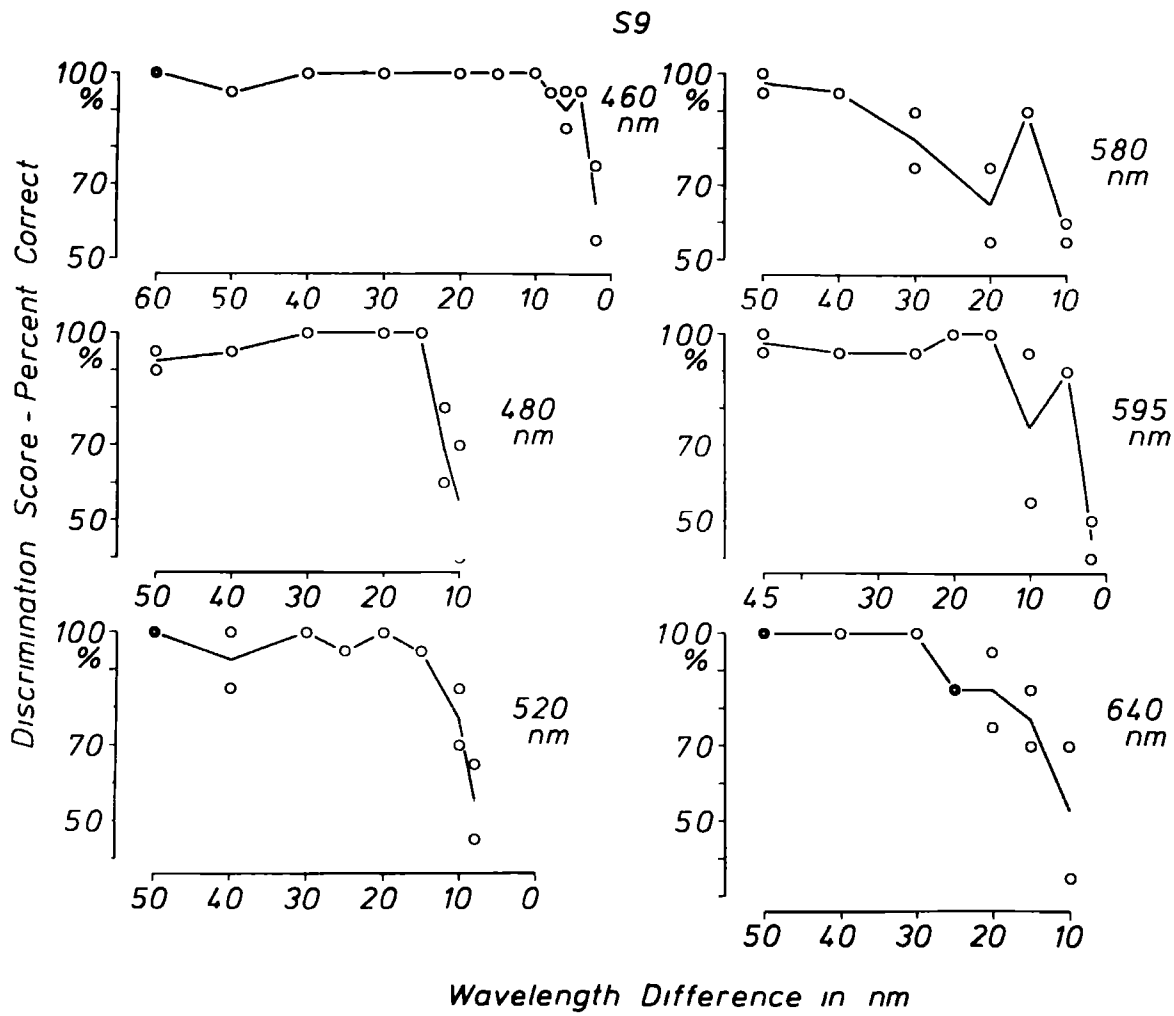 S9
Discrimination Score - Percent Correct
100
%
70
50
460
nm
60 50 40 30 20 10 0
100
%
70
50
580
nm
50 40 30 20 10
100
%
70
50
480
nm
50 40 30 20 10
100
%
70
50
595
nm
45 30 20 10 0
100
%
70
50
520
nm
50 40 30 20 10 0
100
%
70
50
640
nm
50 40 30 20 10
Wavelength Difference in nm